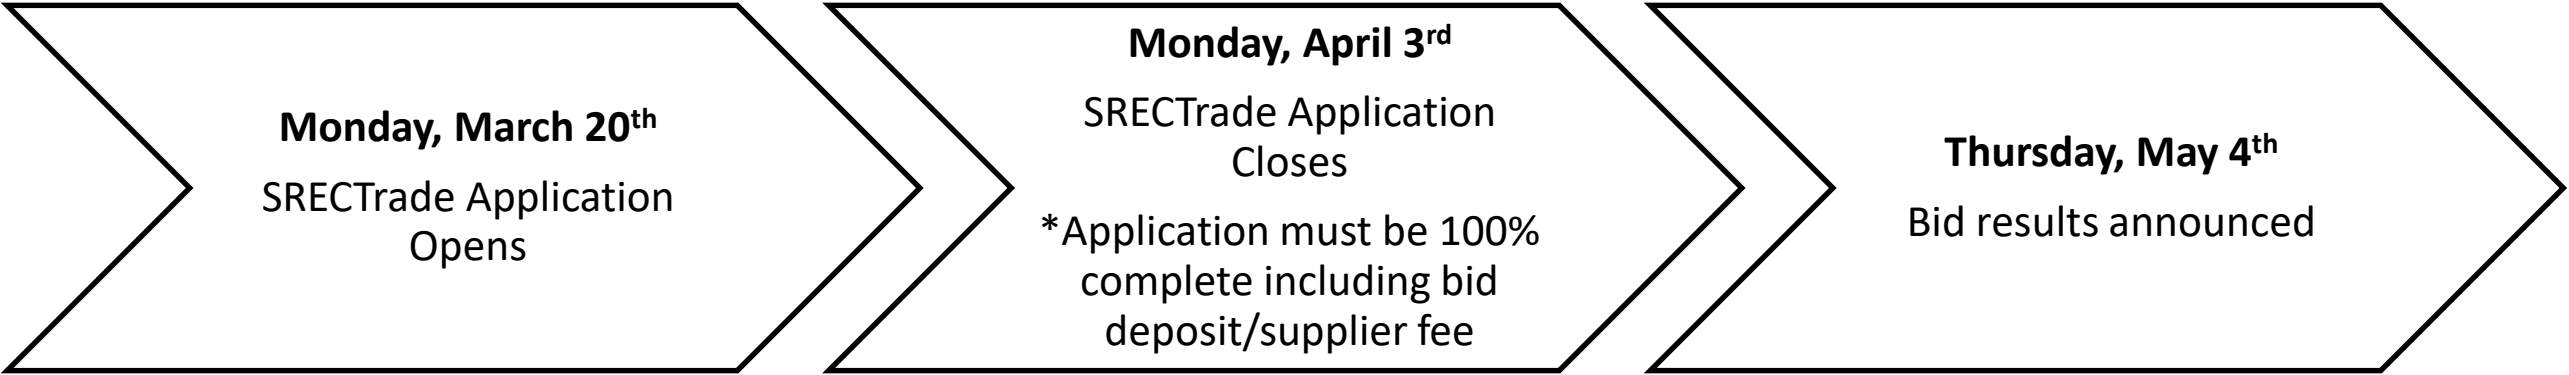 Monday, March 20th
SRECTrade Application
Opens
Monday, April 3rd
SRECTrade Application
Closes
*Application must be 100%
complete including bid
deposit/supplier fee
Thursday, May 4th
Bid results announced